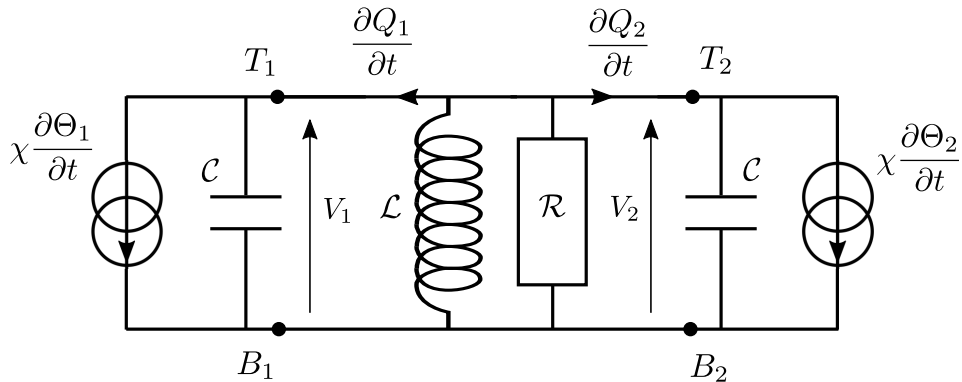 ∂Q₁/∂t
∂Q₂/∂t
T₁
T₂
χ ∂Θ₁/∂t
𝒞
V₁
ℒ
ℛ
V₂
𝒞
χ ∂Θ₂/∂t
B₁
B₂